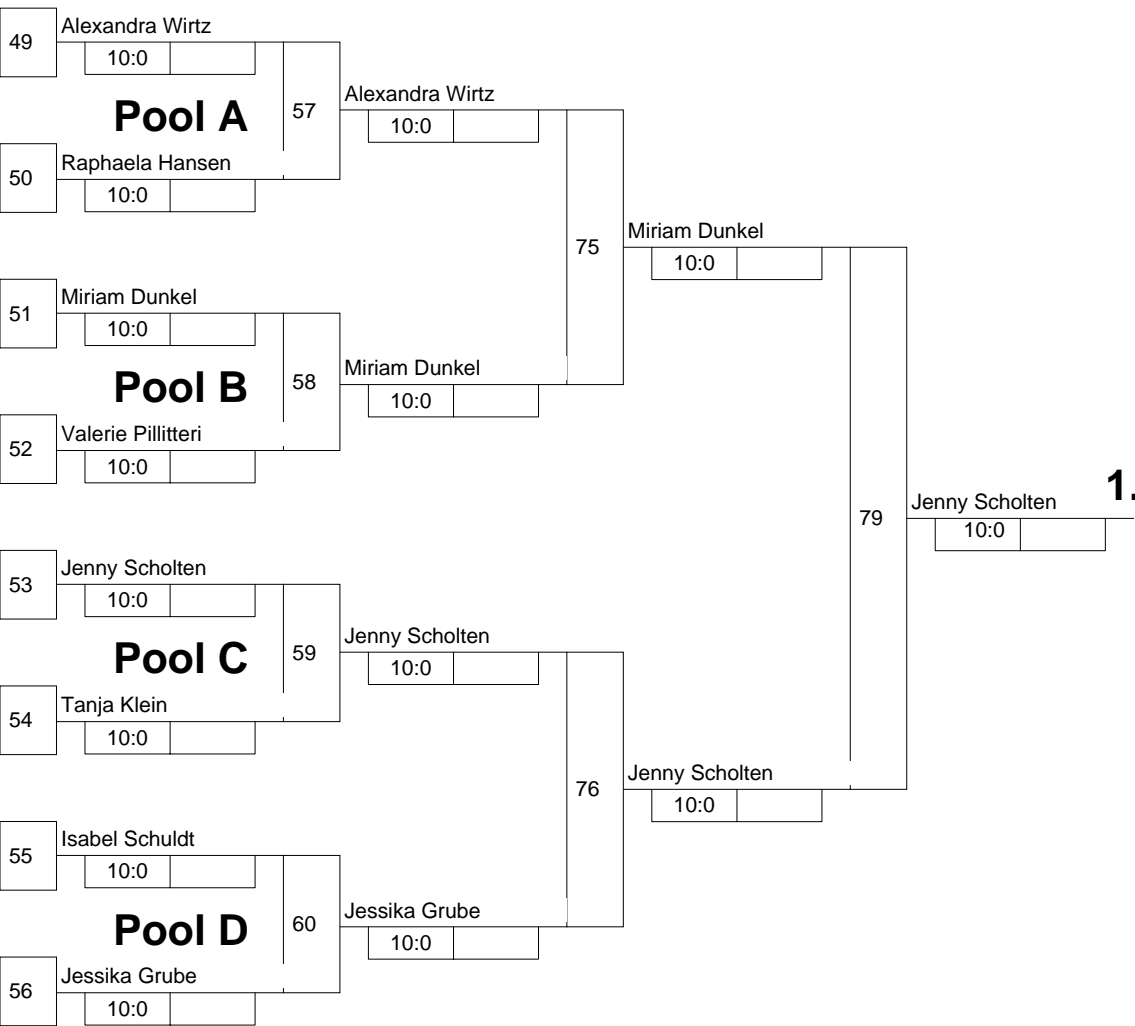 49 Alexandra Wirtz
10:0
Pool A 57 Alexandra Wirtz
10:0
50 Raphaela Hansen
10:0
75 Miriam Dunkel
10:0
51 Miriam Dunkel
10:0
Pool B 58 Miriam Dunkel
10:0
52 Valerie Pillitteri
10:0
79 Jenny Scholten 1.
10:0
53 Jenny Scholten
10:0
Pool C 59 Jenny Scholten
10:0
54 Tanja Klein
10:0
76 Jenny Scholten
10:0
55 Isabel Schuldt
10:0
Pool D 60 Jessika Grube
10:0
56 Jessika Grube
10:0